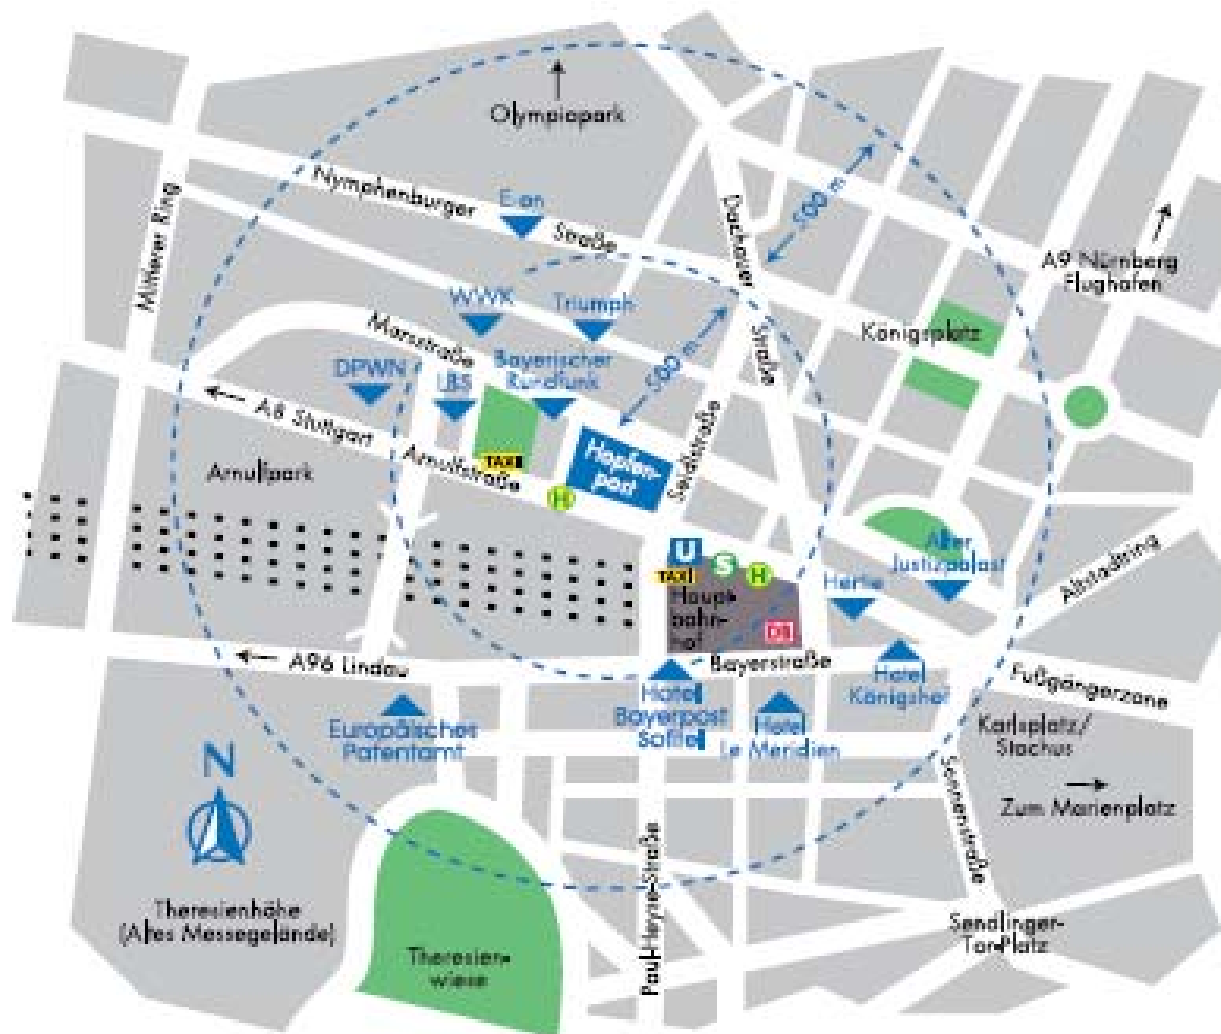 Olympiapark
Nymphenburger
Straße
E-on
Mittlerer Ring
Dachauer
Straße
500 m
A9 Nürnberg
Flughafen
WWK
Triumph
Marsstraße
Königsplatz
DPWN
LBS
Bayerischer
Rundfunk
500 m
A8 Stuttgart
Arnulfpark
Arnulfstraße
TAXI
H
Hopfen-
post
Seidlstraße
U
S
H
TAXI
Haupt-
bahn-
hof
DB
Hertie
Alter
Justizpalast
Altstadtring
A96 Lindau
Bayerstraße
Fußgängerzone
Hotel
Königshof
Hotel
Bayerpost
Sofitel
Hotel
Le Meridien
Karlsplatz/
Stachus
Europäisches
Patentamt
N
Zum Marienplatz
Sonnenstraße
Paul-Heyse-Straße
Theresienhöhe
(Altes Messegelände)
Theresien-
wiese
Sendlinger-
Tor-Platz